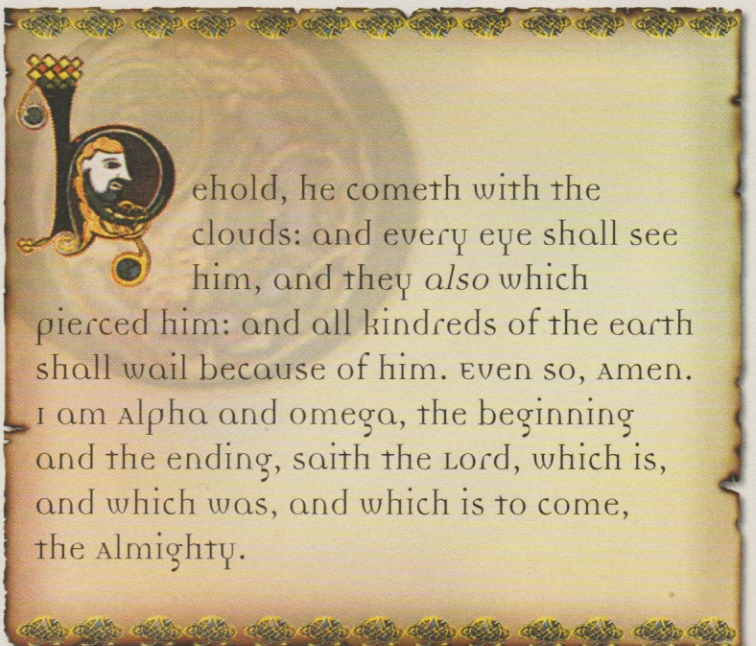 behold, he cometh with the
clouds: and every eye shall see
him, and they also which
pierced him: and all kindreds of the earth
shall wail because of him. Even so, Amen.
I am Alpha and Omega, the beginning
and the ending, saith the Lord, which is,
and which was, and which is to come,
the Almighty.